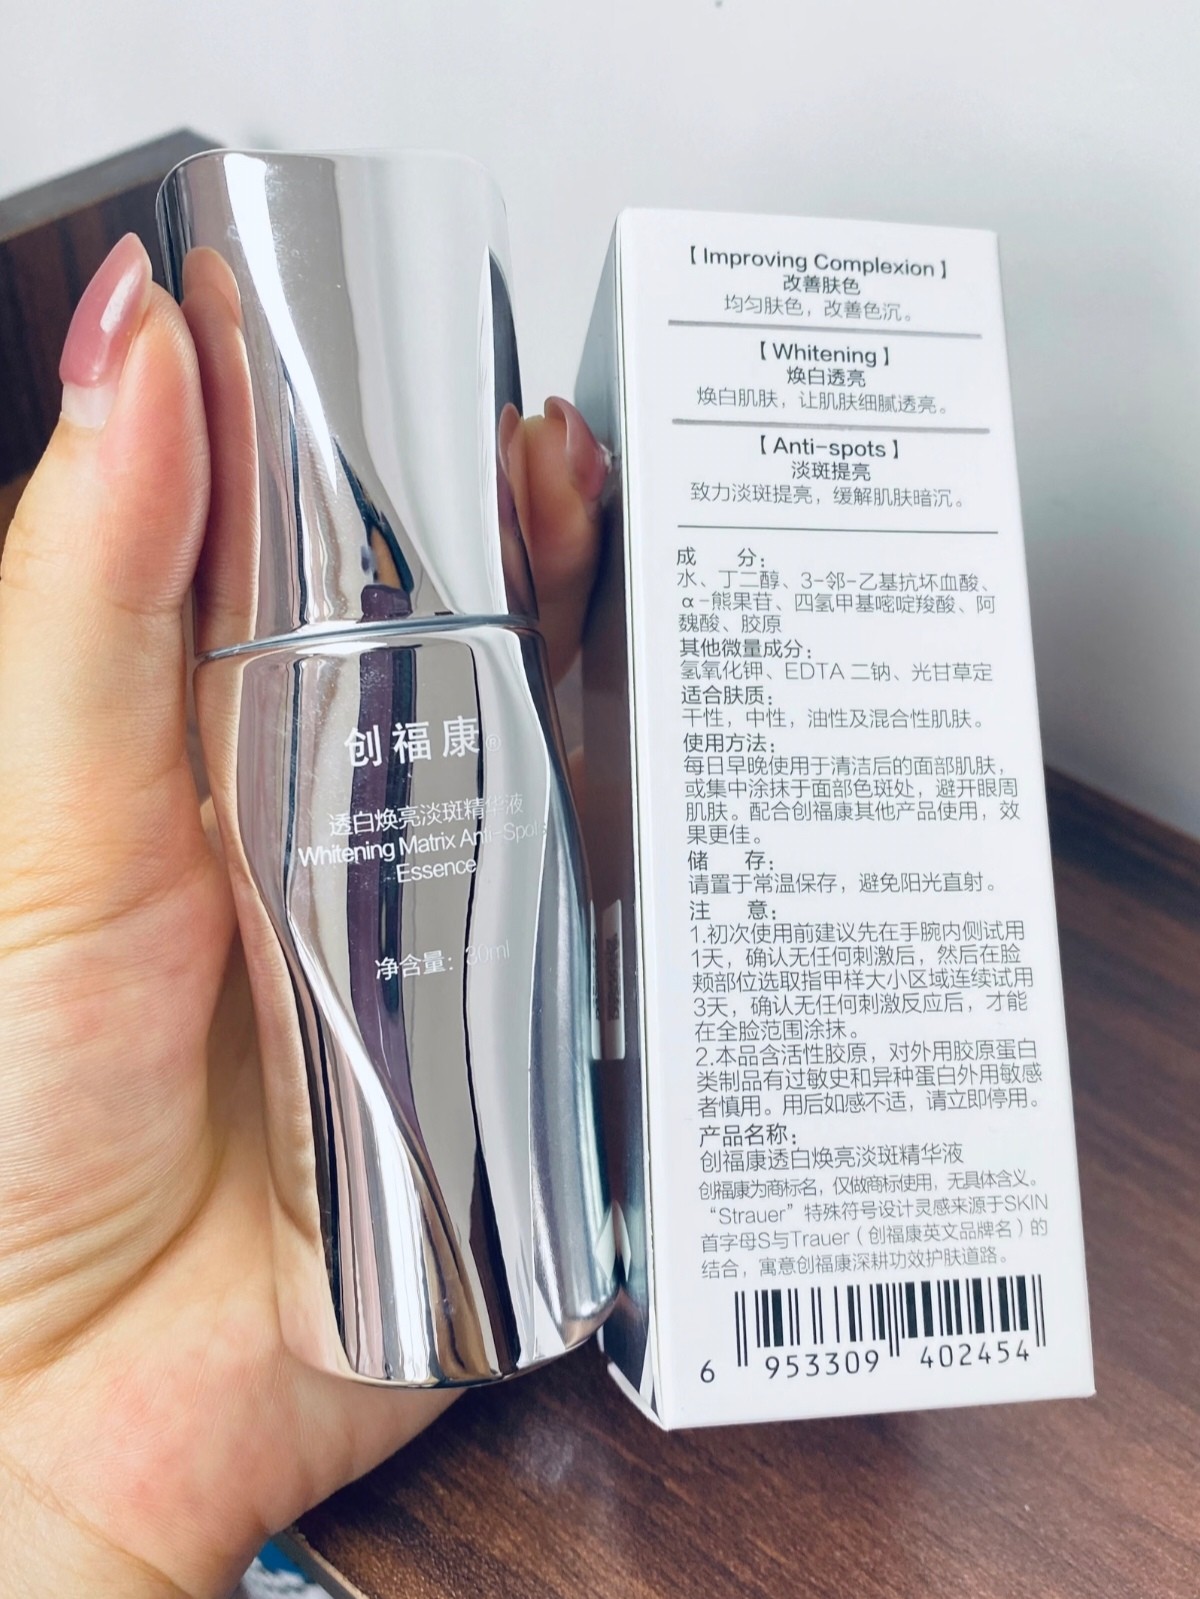 创福康®
透白焕亮淡斑精华液
Whitening Matrix Anti-Spots
Essence
净含量：30ml
【Improving Complexion】
改善肤色
均匀肤色，改善色沉。
【Whitening】
焕白透亮
焕白肌肤，让肌肤细腻透亮。
【Anti-spots】
淡斑提亮
致力淡斑提亮，缓解肌肤暗沉。
成 分：
水、丁二醇、3-邻-乙基抗坏血酸、
α-熊果苷、四氢甲基嘧啶羧酸、阿
魏酸、胶原
其他微量成分：
氢氧化钾、EDTA 二钠、光甘草定
适合肤质：
干性，中性，油性及混合性肌肤。
使用方法：
每日早晚使用于清洁后的面部肌肤，
或集中涂抹于面部色斑处，避开眼周
肌肤。配合创福康其他产品使用，效
果更佳。
储 存：
请置于常温保存，避免阳光直射。
注 意：
1.初次使用前建议先在手腕内侧试用
1天，确认无任何刺激后，然后在脸
颊部位选取指甲样大小区域连续试用
3天，确认无任何刺激反应后，才能
在全脸范围涂抹。
2.本品含活性胶原，对外用胶原蛋白
类制品有过敏史和异种蛋白外用敏感
者慎用。用后如感不适，请立即停用。
产品名称：
创福康透白焕亮淡斑精华液
创福康为商标名，仅做商标使用，无具体含义。
“Strauer”特殊符号设计灵感来源于SKIN
首字母S与Trauer（创福康英文品牌名）的
结合，寓意创福康深耕功效护肤道路。
6 953309 402454